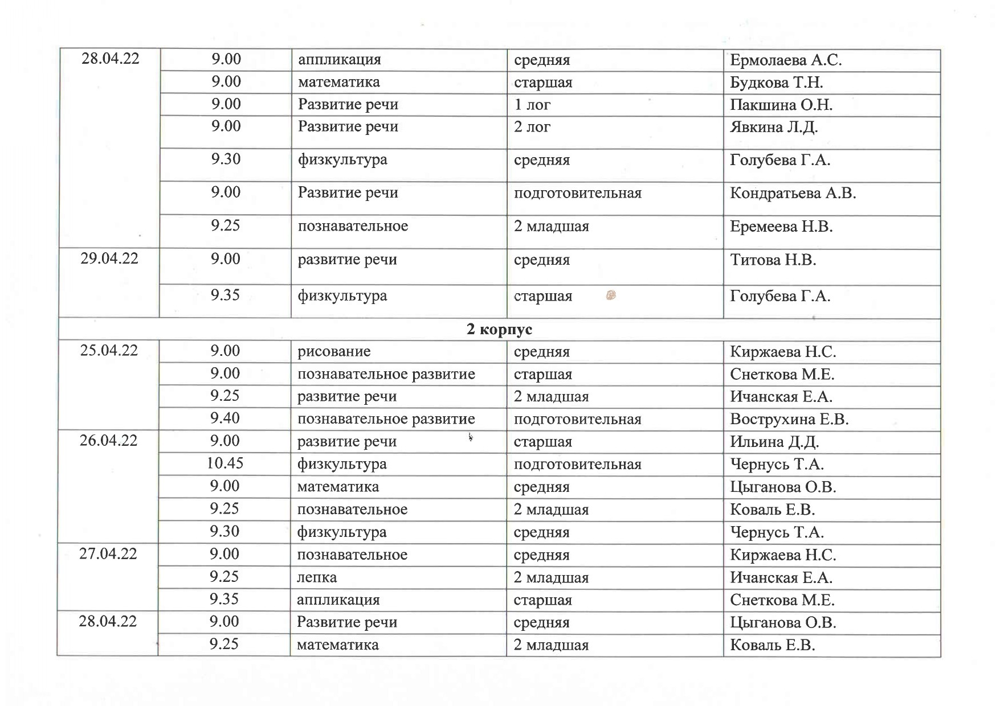 28.04.22 9.00 аппликация средняя Ермолаева А.С.
9.00 математика старшая Будкова Т.Н.
9.00 Развитие речи 1 лог Пакшина О.Н.
9.00 Развитие речи 2 лог Явкина Л.Д.
9.30 физкультура средняя Голубева Г.А.
9.00 Развитие речи подготовительная Кондратьева А.В.
9.25 познавательное 2 младшая Еремеева Н.В.
29.04.22 9.00 развитие речи средняя Титова Н.В.
9.35 физкультура старшая Голубева Г.А.
2 корпус
25.04.22 9.00 рисование средняя Киржаева Н.С.
9.00 познавательное развитие старшая Снеткова М.Е.
9.25 развитие речи 2 младшая Ичанская Е.А.
9.40 познавательное развитие подготовительная Вострухина Е.В.
26.04.22 9.00 развитие речи старшая Ильина Д.Д.
10.45 физкультура подготовительная Чернусь Т.А.
9.00 математика средняя Цыганова О.В.
9.25 познавательное 2 младшая Коваль Е.В.
9.30 физкультура средняя Чернусь Т.А.
27.04.22 9.00 познавательное средняя Киржаева Н.С.
9.25 лепка 2 младшая Ичанская Е.А.
9.35 аппликация старшая Снеткова М.Е.
28.04.22 9.00 Развитие речи средняя Цыганова О.В.
9.25 математика 2 младшая Коваль Е.В.